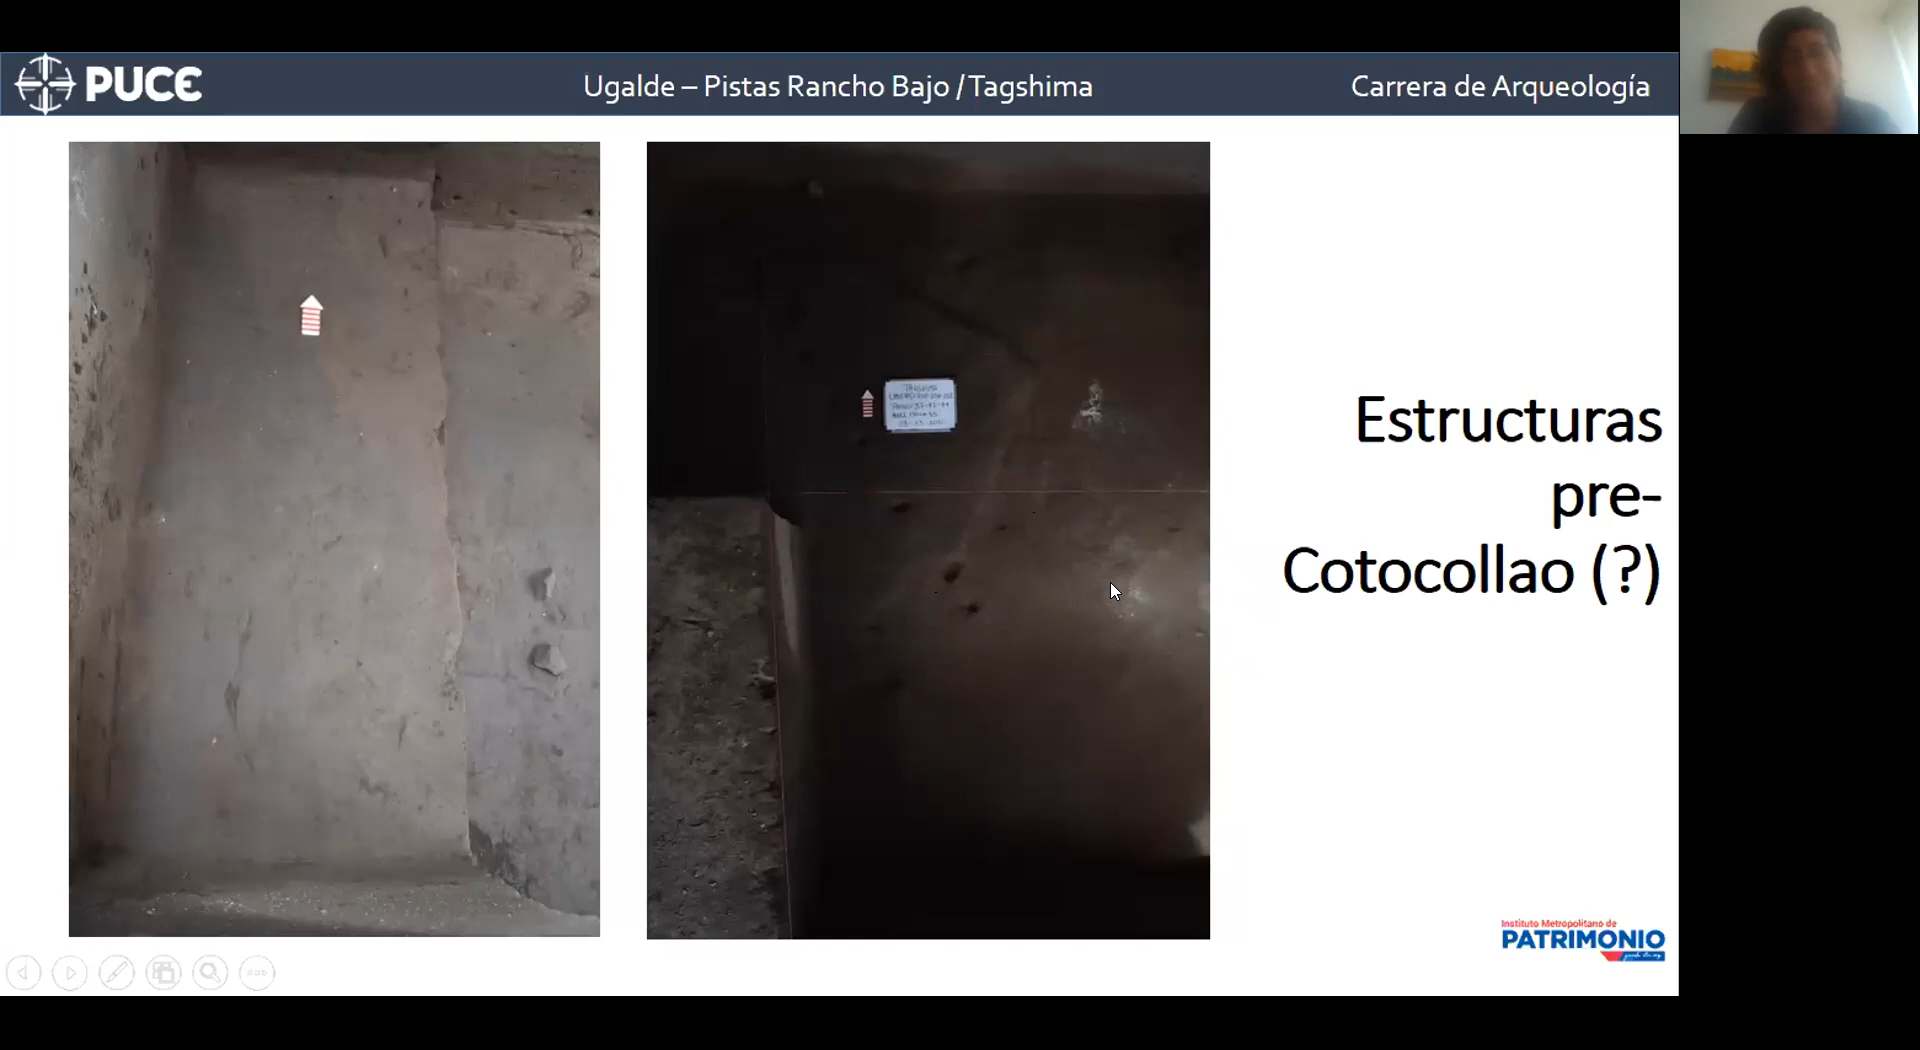 PUCE
Ugalde – Pistas Rancho Bajo / Tagshima
Carrera de Arqueología
Estructuras
pre-
Cotocollao (?)
Instituto Metropolitano de
PATRIMONIO